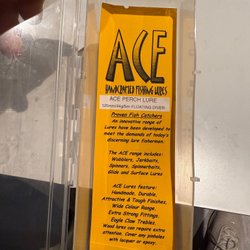 ACE
HANDCRAFTED FISHING LURES
ACE PERCH LURE
FLOATING DIVER
Proven Fish Catchers
An innovative range of
Lures have been developed to
meet the demands of today's
discerning lure fisherman.
The ACE range includes:
Wobblers, Jerkbaits,
Spinners, Spinnerbaits,
Glide and Surface Lures
ACE Lures feature:
Handmade, Durable,
Attractive & Tough Finishes,
Wide Colour Range.
Extra Strong Fittings.
Eagle Claw Trebles.
Wood lures can require extra
attention. Cover any pinholes
with lacquer or epoxy.